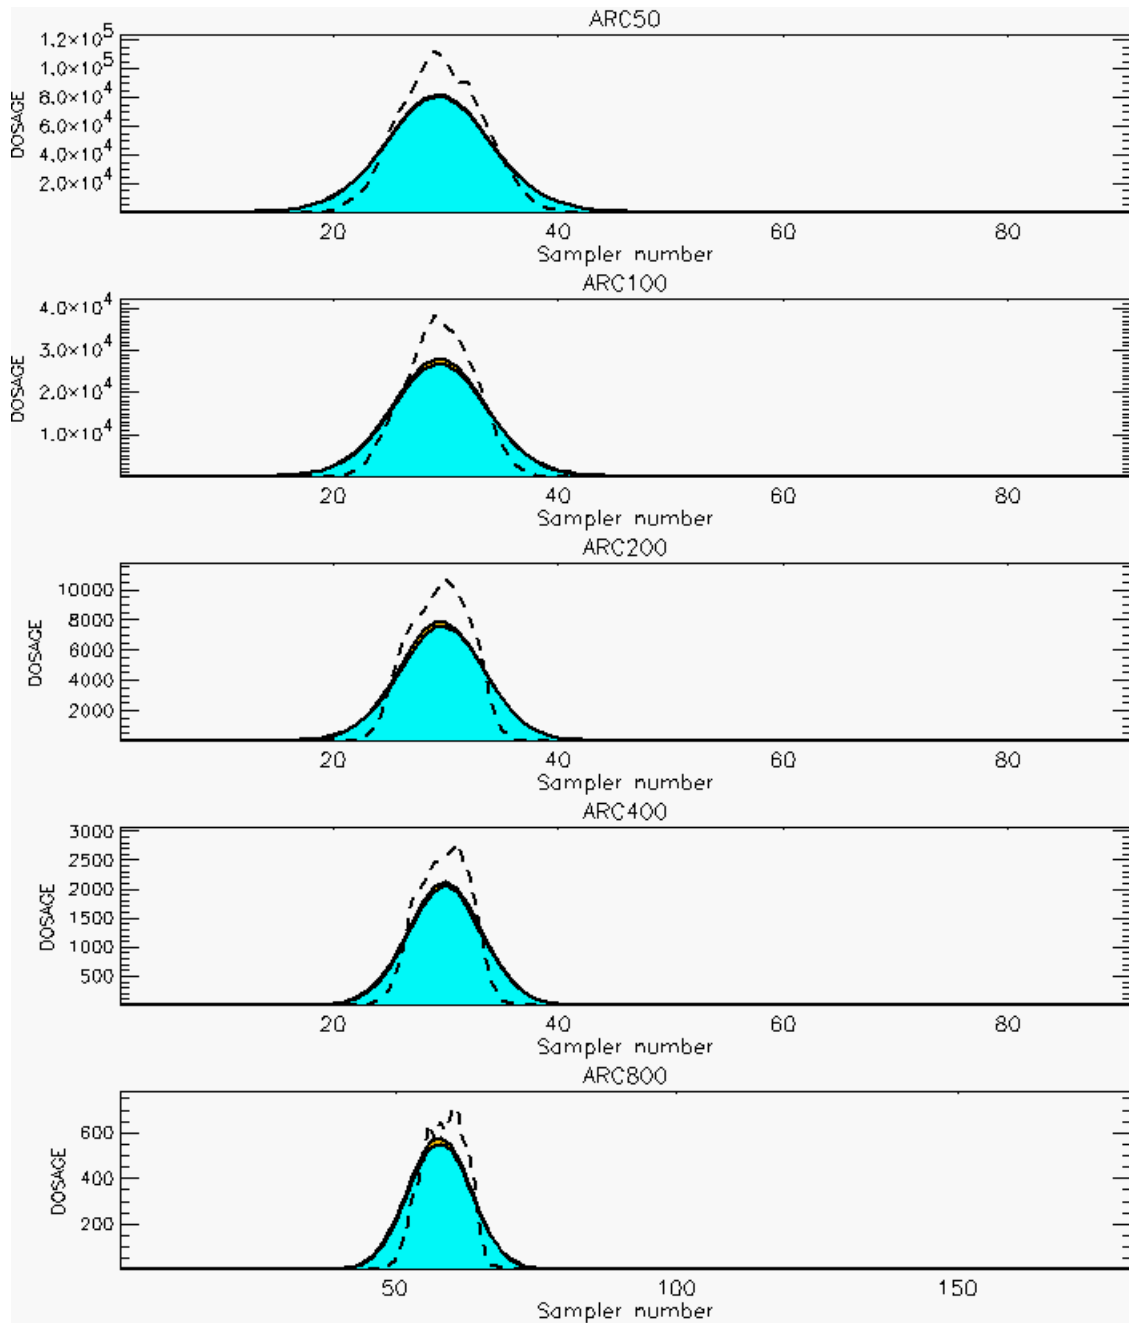 ARC50
1.2×10⁵
1.0×10⁵
8.0×10⁴
6.0×10⁴
4.0×10⁴
2.0×10⁴
DOSAGE
20 40 60 80
Sampler number
ARC100
4.0×10⁴
3.0×10⁴
2.0×10⁴
1.0×10⁴
DOSAGE
20 40 60 80
Sampler number
ARC200
10000
8000
6000
4000
2000
DOSAGE
20 40 60 80
Sampler number
ARC400
3000
2500
2000
1500
1000
500
DOSAGE
20 40 60 80
Sampler number
ARC800
600
400
200
DOSAGE
50 100 150
Sampler number